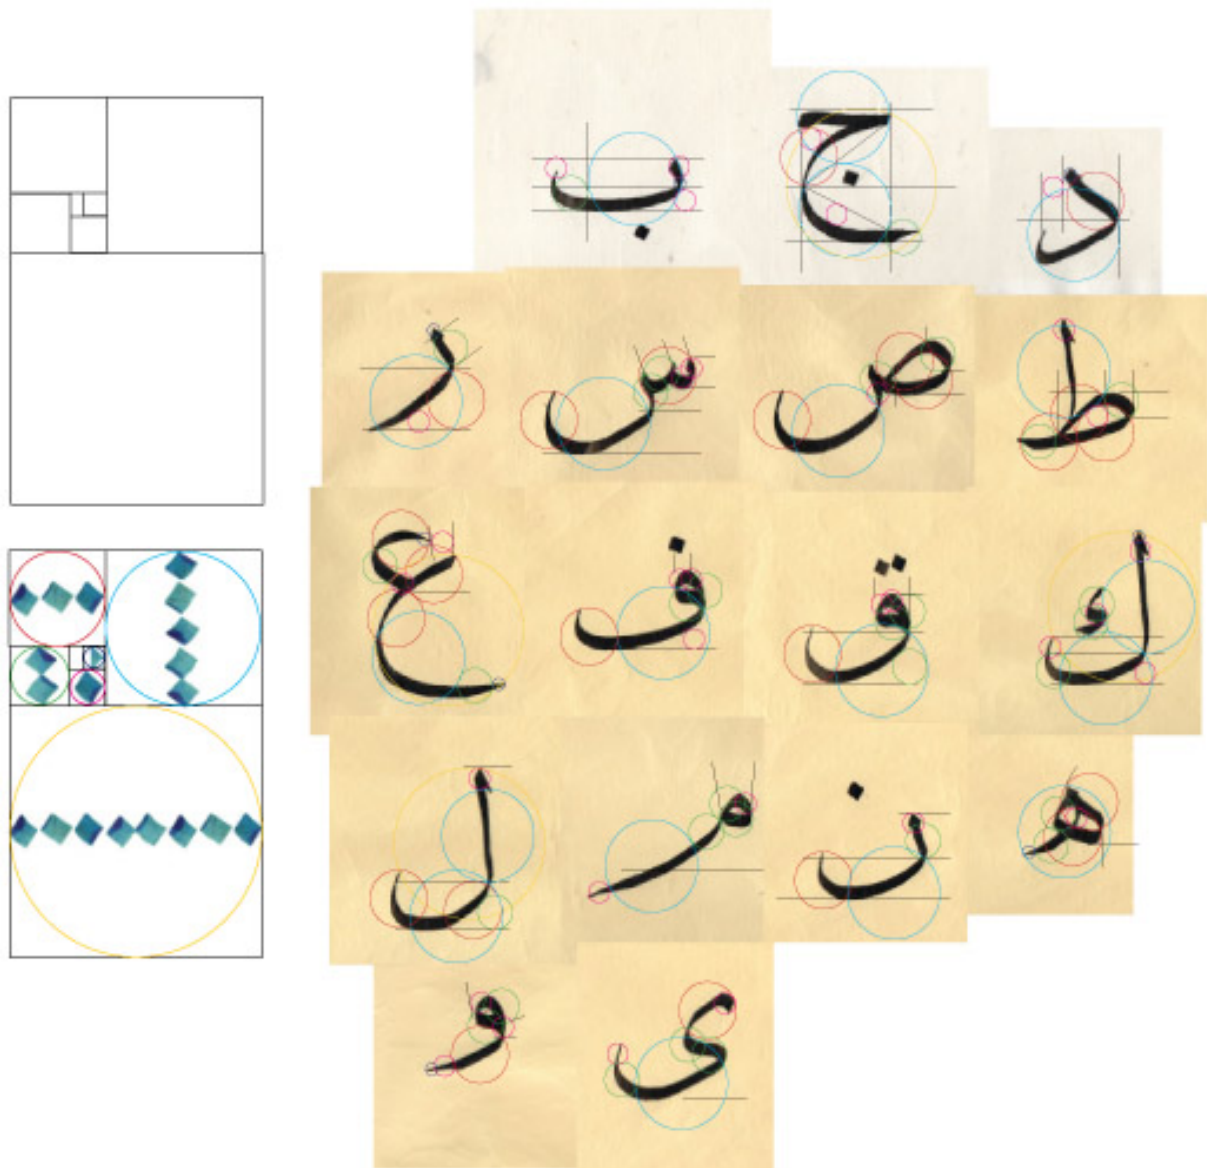 ب ج د
ر س ص ط
ع ف ق ك
ل م ن ه
و ى